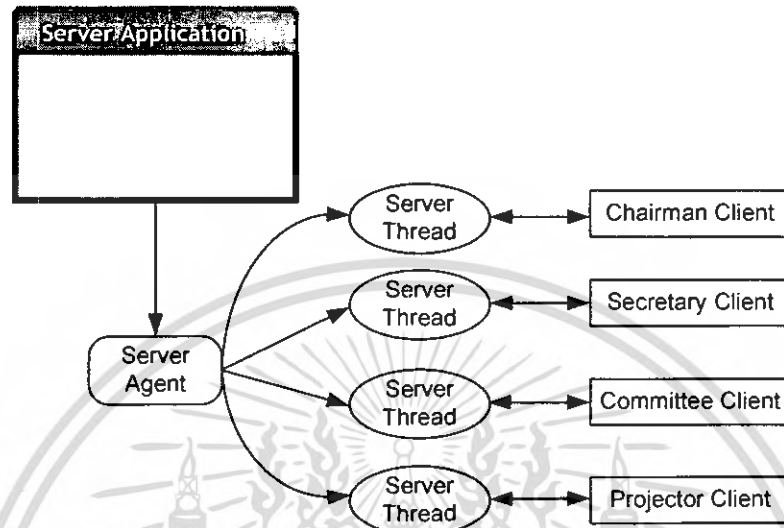 Server Application
Server
Thread
Chairman Client
Server
Thread
Secretary Client
Server
Agent
Server
Thread
Committee Client
Server
Thread
Projector Client